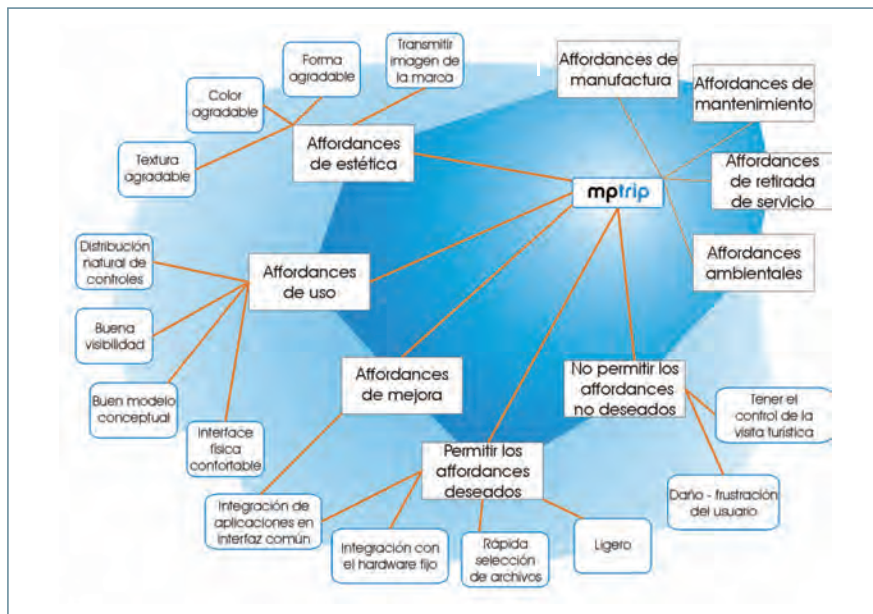 Transmitir
imagen de
la marca
Forma
agradable
Color
agradable
Textura
agradable
Affordances
de estética
Affordances de
manufactura
Affordances de
mantenimiento
Affordances
de retirada
de servicio
Affordances
ambientales
mptrip
Distribución
natural de
controles
Buena
visibilidad
Buen modelo
conceptual
Interface
física
confortable
Affordances
de uso
Affordances
de mejora
No permitir los
affordances
no deseados
Tener el
control de la
visita turística
Daño - frustración
del usuario
Permitir los
affordances
deseados
Integración de
aplicaciones en
interfaz común
Integración con
el hardware fijo
Rápida
selección
de archivos
Ligero